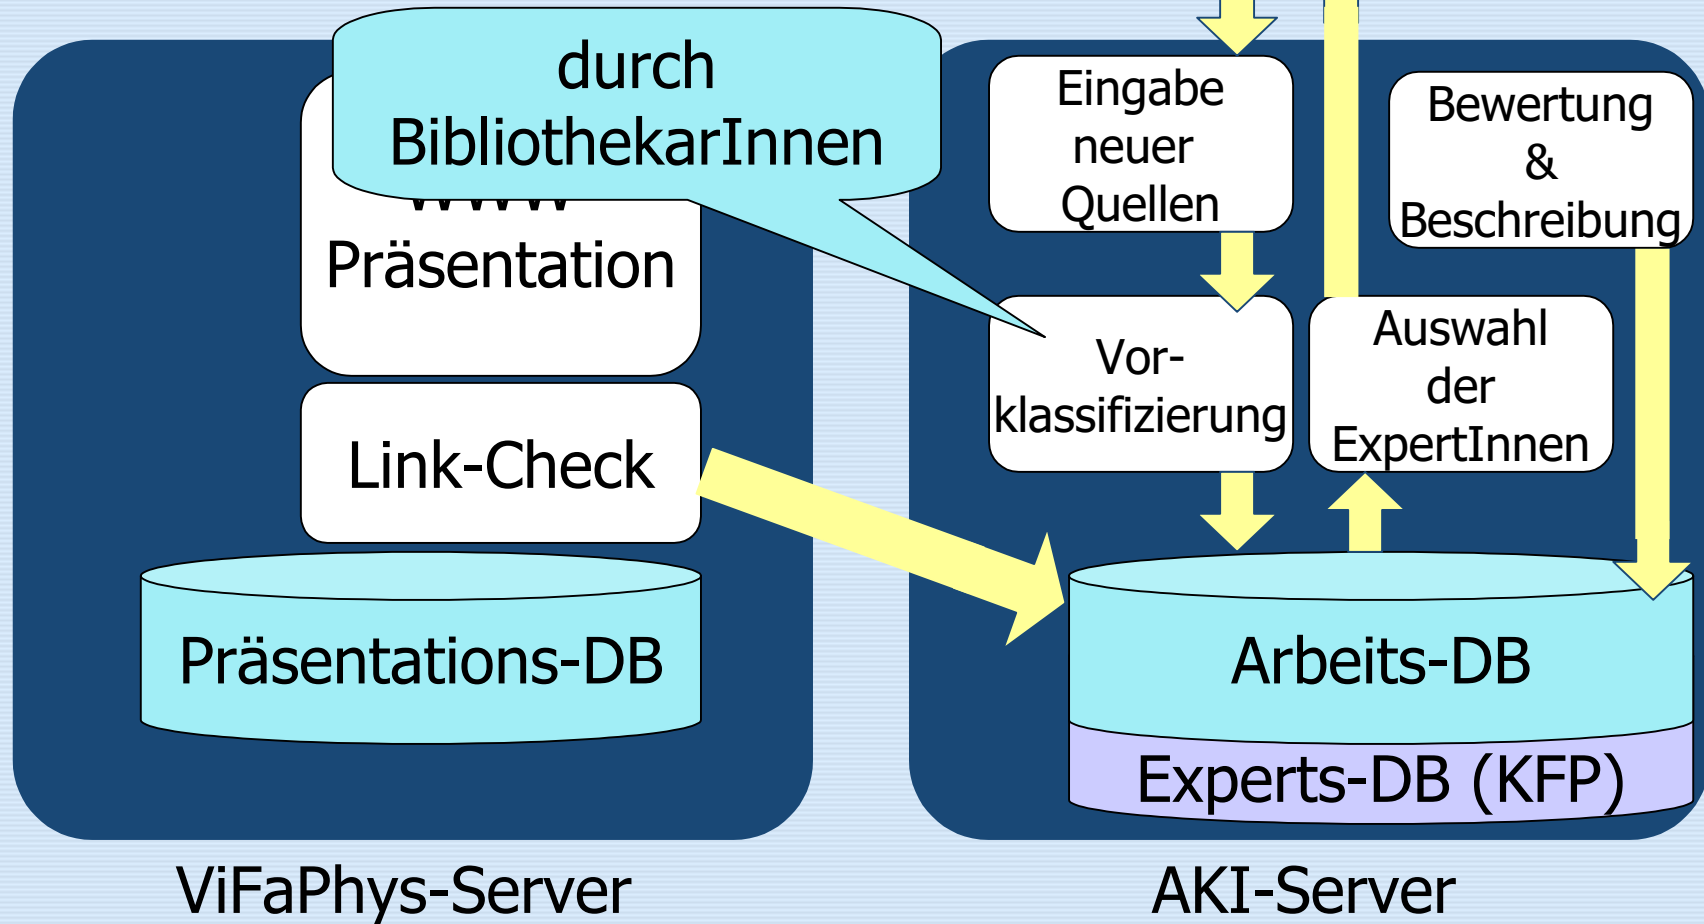 durch
BibliothekarInnen
Präsentation
Link-Check
Präsentations-DB
ViFaPhys-Server
Eingabe
neuer
Quellen
Bewertung
&
Beschreibung
Vor-
klassifizierung
Auswahl
der
ExpertInnen
Arbeits-DB
Experts-DB (KFP)
AKI-Server